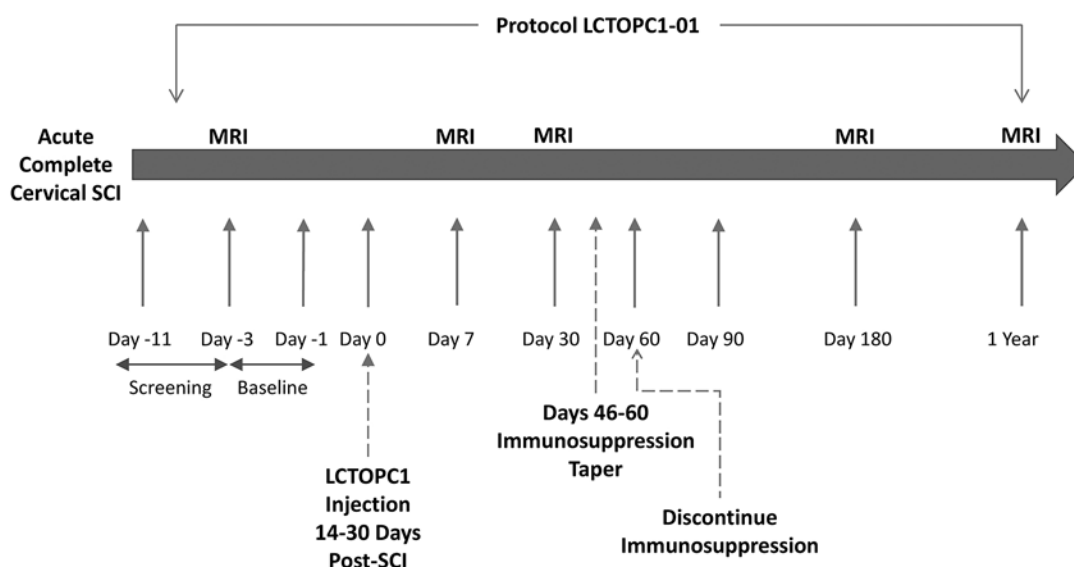 Protocol LCTOPC1-01
Acute
Complete
Cervical SCI
MRI
MRI
MRI
MRI
MRI
Day -11
Day -3
Day -1
Day 0
Day 7
Day 30
Day 60
Day 90
Day 180
1 Year
Screening
Baseline
LCTOPC1
Injection
14-30 Days
Post-SCI
Days 46-60
Immunosuppression
Taper
Discontinue
Immunosuppression